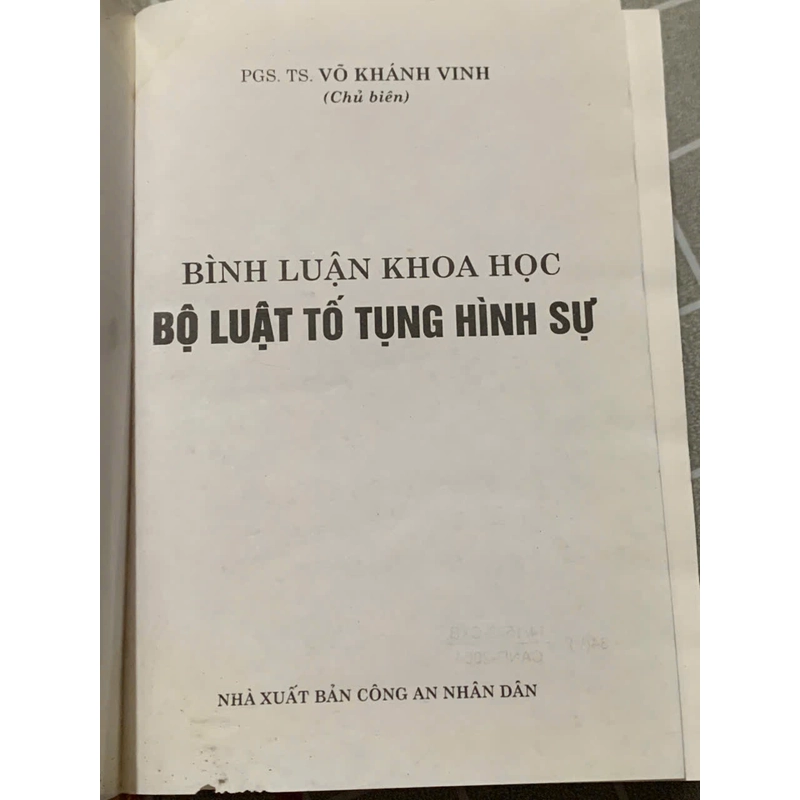 PGS. TS. VÕ KHÁNH VINH
(Chủ biên)
BÌNH LUẬN KHOA HỌC
BỘ LUẬT TỐ TỤNG HÌNH SỰ
NHÀ XUẤT BẢN CÔNG AN NHÂN DÂN